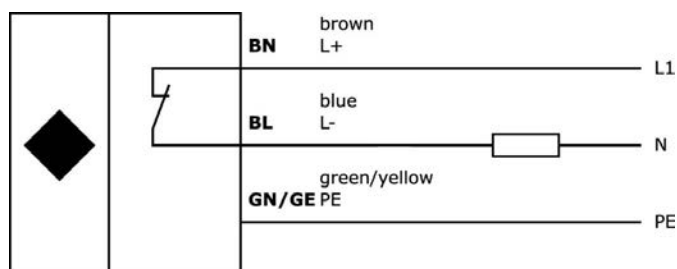 brown
BN L+
L1
blue
BL L-
N
green/yellow
GN/GE PE
PE